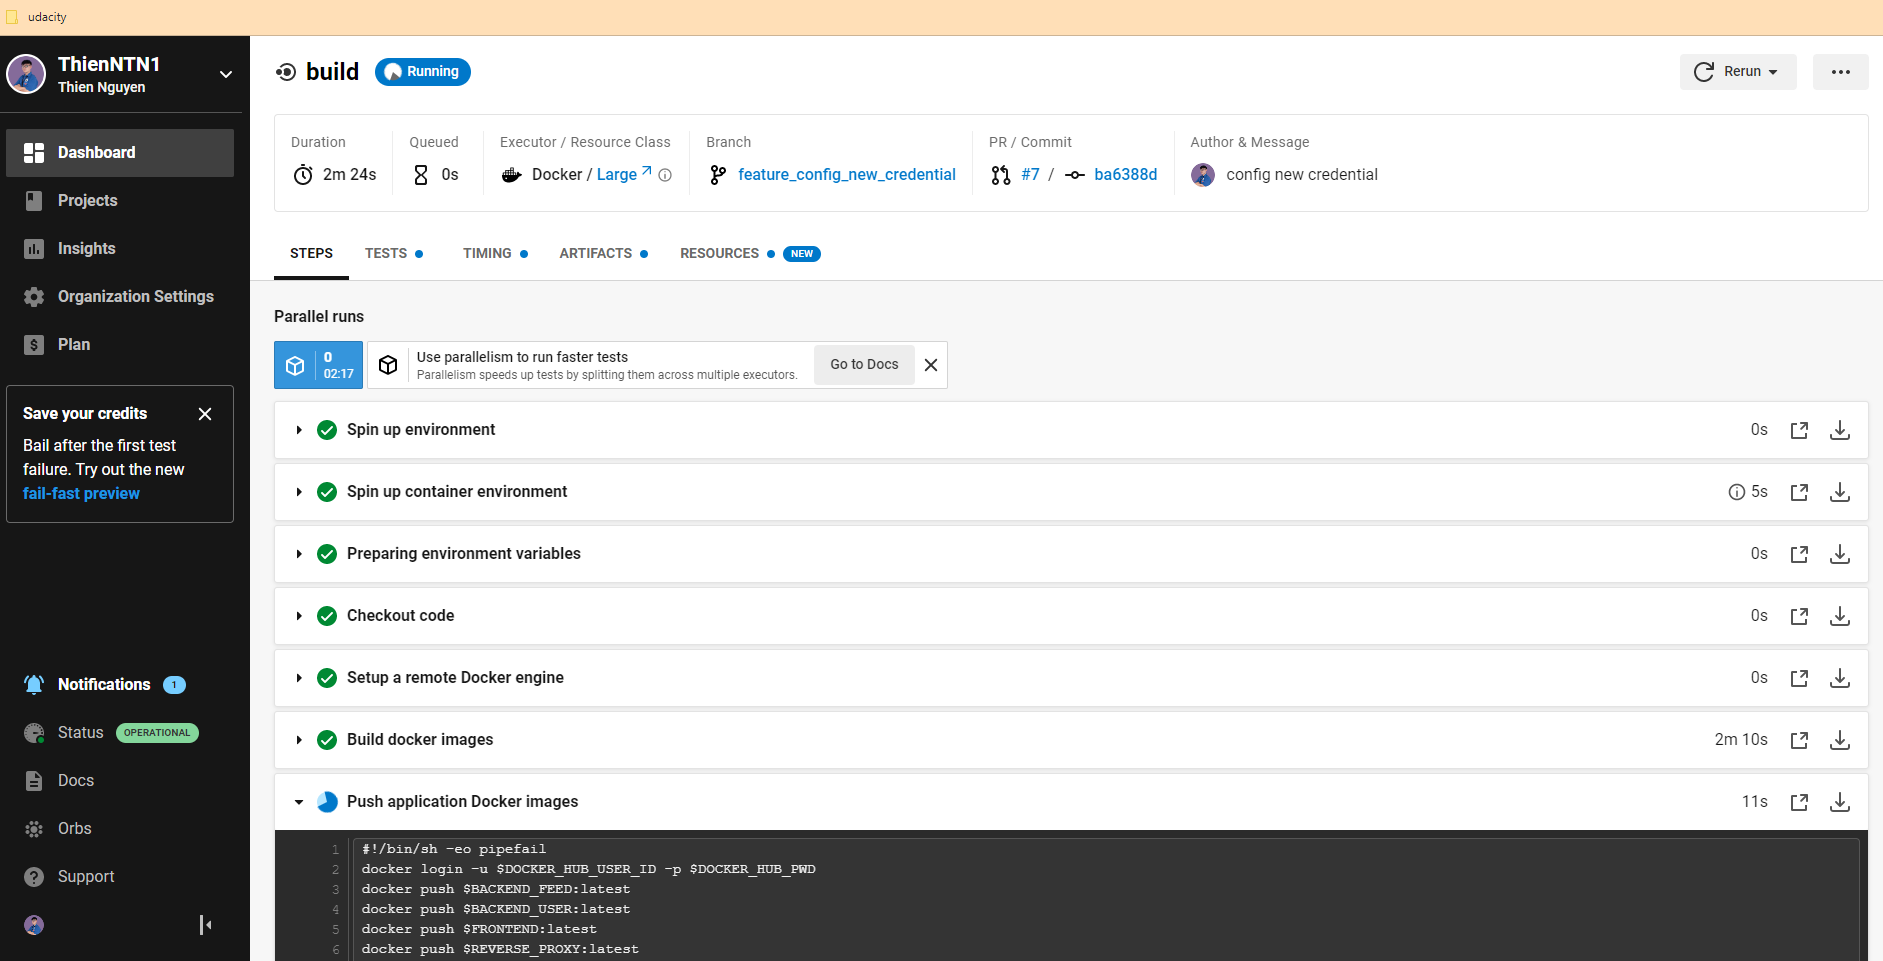 udacity
ThienNTN1
Thien Nguyen
Dashboard
Projects
Insights
Organization Settings
Plan
Save your credits
Bail after the first test
failure. Try out the new
fail-fast preview
Notifications 1
Status OPERATIONAL
Docs
Orbs
Support
build Running
Rerun
Duration
2m 24s
Queued
0s
Executor / Resource Class
Docker / Large
Branch
feature_config_new_credential
PR / Commit
#7 / ba6388d
Author & Message
config new credential
STEPS TESTS TIMING ARTIFACTS RESOURCES NEW
Parallel runs
0
02:17
Use parallelism to run faster tests
Parallelism speeds up tests by splitting them across multiple executors.
Go to Docs
Spin up environment 0s
Spin up container environment 5s
Preparing environment variables 0s
Checkout code 0s
Setup a remote Docker engine 0s
Build docker images 2m 10s
Push application Docker images 11s
1 #!/bin/sh -eo pipefail
2 docker login -u $DOCKER_HUB_USER_ID -p $DOCKER_HUB_PWD
3 docker push $BACKEND_FEED:latest
4 docker push $BACKEND_USER:latest
5 docker push $FRONTEND:latest
6 docker push $REVERSE_PROXY:latest